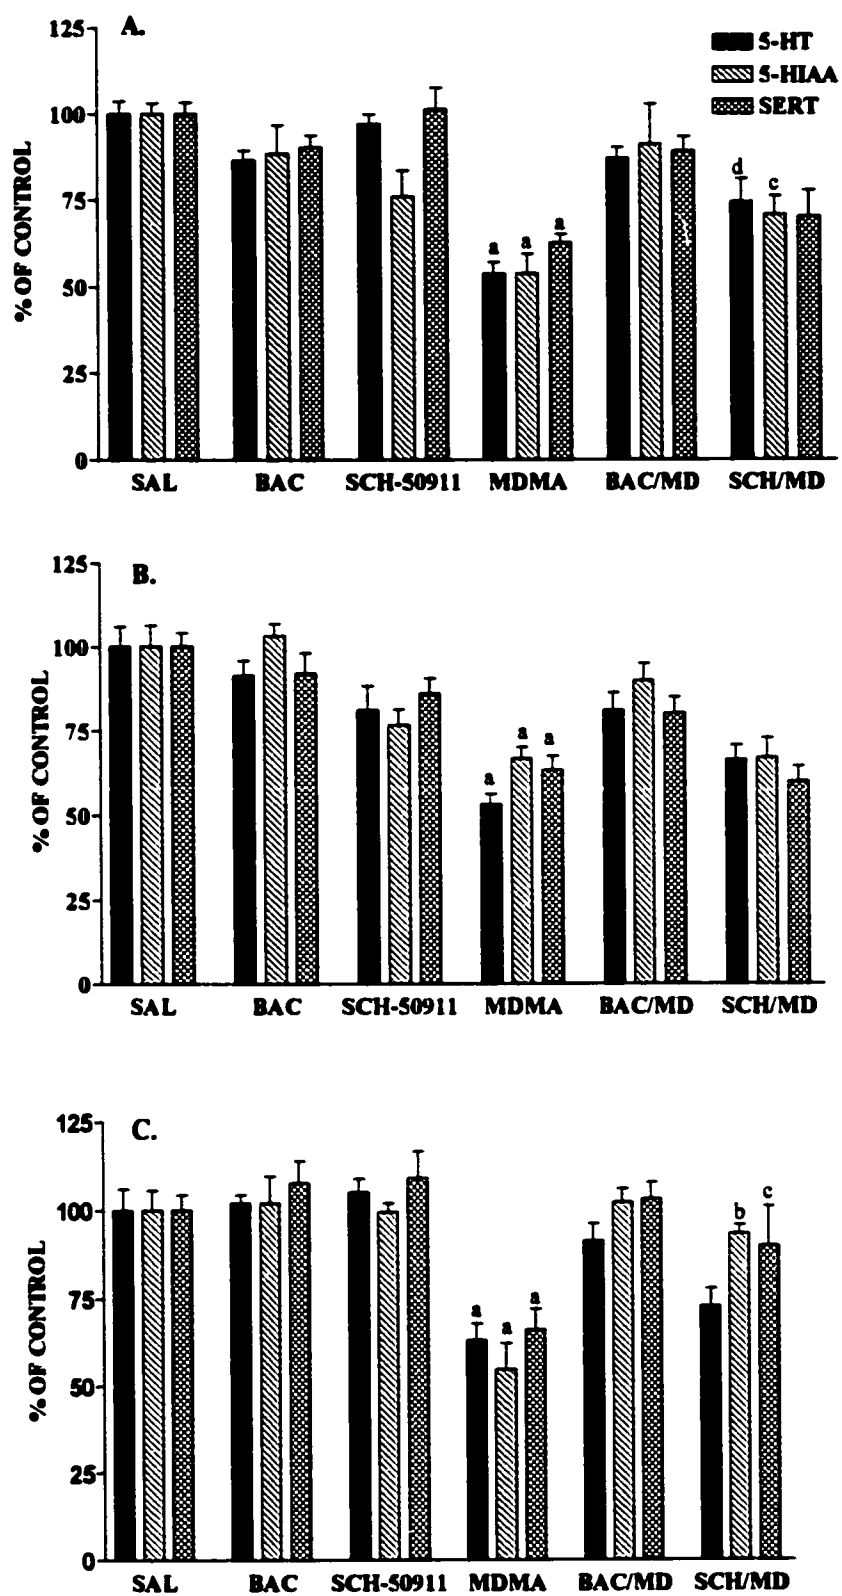 A.
5-HT
5-HIAA
SERT
% OF CONTROL
125
100
75
50
25
0
d
c
a a a
SAL BAC SCH-50911 MDMA BAC/MD SCH/MD
B.
% OF CONTROL
125
100
75
50
25
0
a a a
SAL BAC SCH-50911 MDMA BAC/MD SCH/MD
C.
% OF CONTROL
125
100
75
50
25
0
b c
a a a
SAL BAC SCH-50911 MDMA BAC/MD SCH/MD